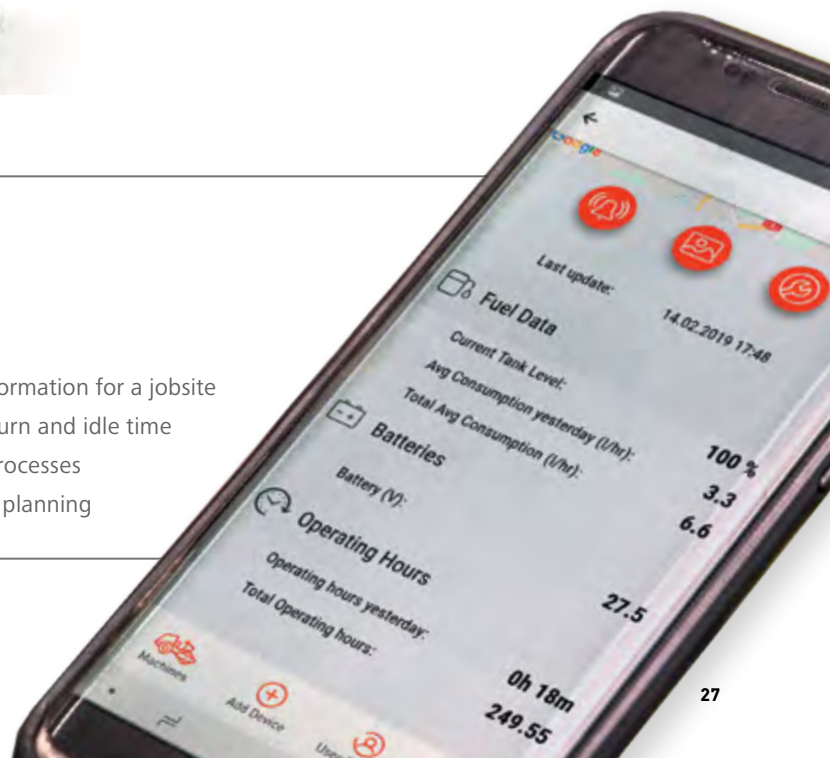 ormation for a jobsite
urn and idle time
rocesses
planning
Google
Last update: 14.02.2019 17:48
Fuel Data
Current Tank Level: 100 %
Avg Consumption yesterday (l/hr): 3.3
Total Avg Consumption (l/hr): 6.6
Batteries
Battery (V): 27.5
Operating Hours
Operating hours yesterday: 0h 18m
Total Operating hours: 249.55
Machines
Add Device
User
27